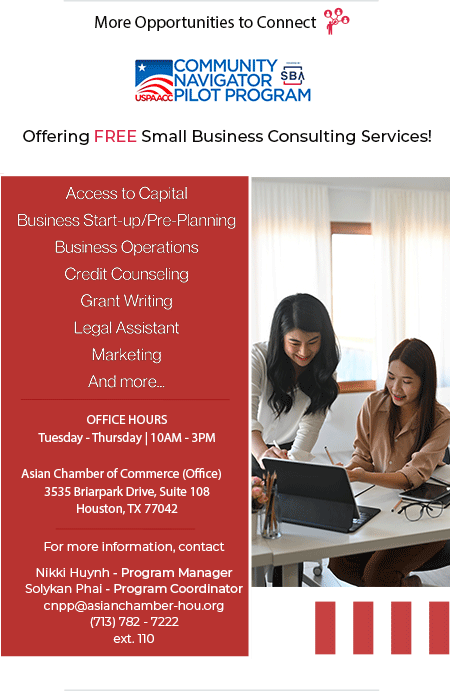 More Opportunities to Connect
COMMUNITY
NAVIGATOR
PILOT PROGRAM
USPAACC
SBA
Offering FREE Small Business Consulting Services!
Access to Capital
Business Start-up/Pre-Planning
Business Operations
Credit Counseling
Grant Writing
Legal Assistant
Marketing
And more...
OFFICE HOURS
Tuesday - Thursday | 10AM - 3PM
Asian Chamber of Commerce (Office)
3535 Briarpark Drive, Suite 108
Houston, TX 77042
For more information, contact
Nikki Huynh - Program Manager
Solykan Phai - Program Coordinator
cnpp@asianchamber-hou.org
(713) 782 - 7222
ext. 110